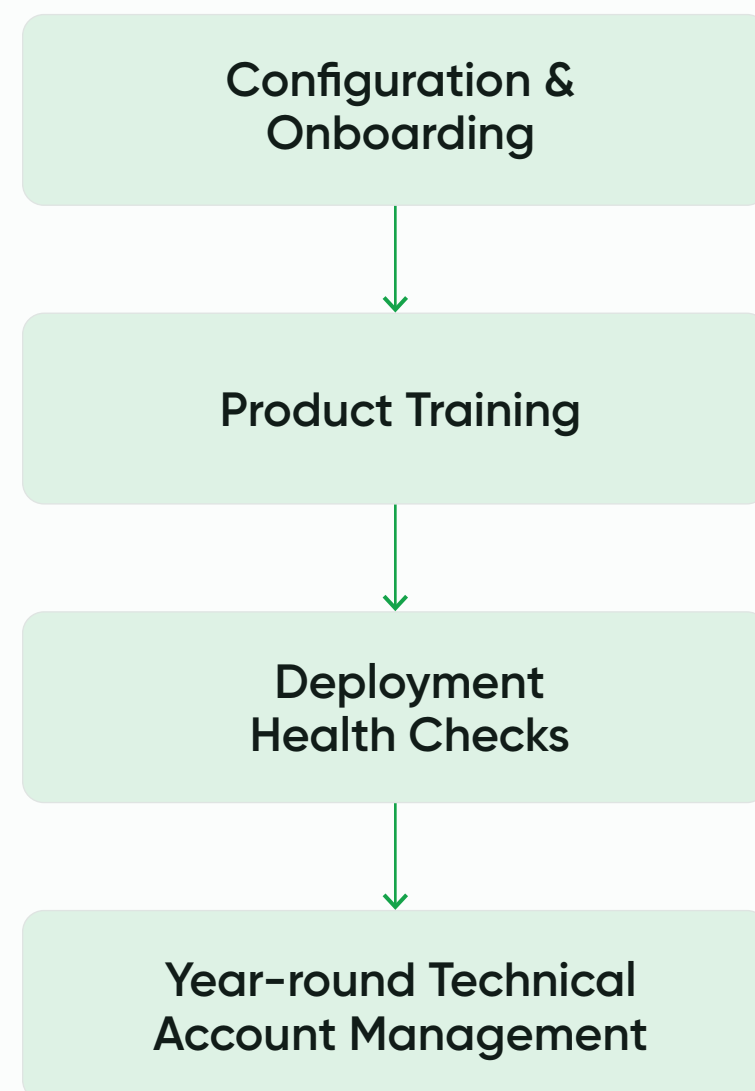 Configuration &
Onboarding
Product Training
Deployment
Health Checks
Year-round Technical
Account Management